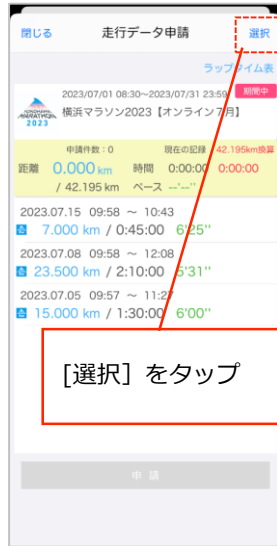 閉じる 走行データ申請 選択
ラップタイム表
2023/07/01 08:30~2023/07/31 23:59 期間中
YOKOHAMA MARATHON 2023 横浜マラソン2023【オンライン7月】
申請件数：0 現在の記録 42.195km換算
距離 0.000 km 時間 0:00:00 0:00:00
/ 42.195 km ペース --'--''
2023.07.15 09:58 ～ 10:43
7.000 km / 0:45:00 6'25''
2023.07.08 09:58 ～ 12:08
23.500 km / 2:10:00 5'31''
2023.07.05 09:57 ～ 11:27
15.000 km / 1:30:00 6'00''
[選択］をタップ
申 請